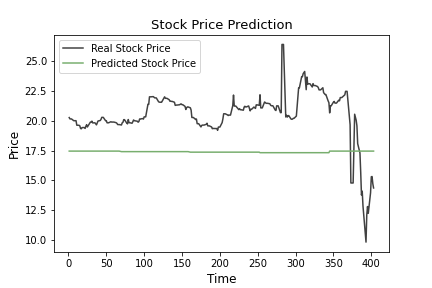 Stock Price Prediction
Real Stock Price
Predicted Stock Price
25.0
22.5
20.0
17.5
15.0
12.5
10.0
Price
0 50 100 150 200 250 300 350 400
Time